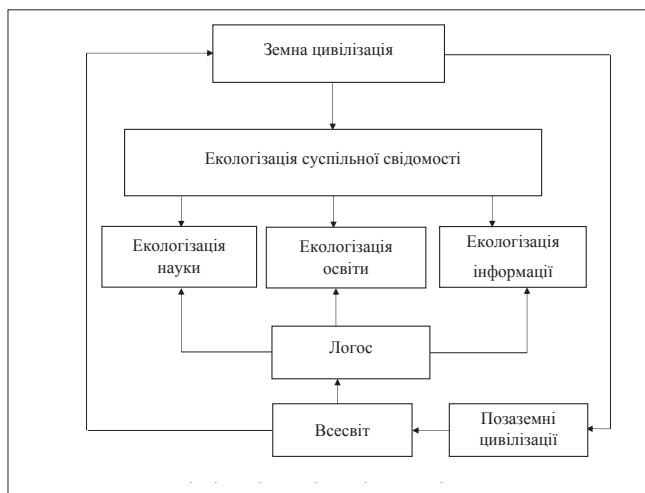 Земна цивілізація
Екологізація суспільної свідомості
Екологізація
науки
Екологізація
освіти
Екологізація
інформації
Логос
Всесвіт
Позаземні
цивілізації